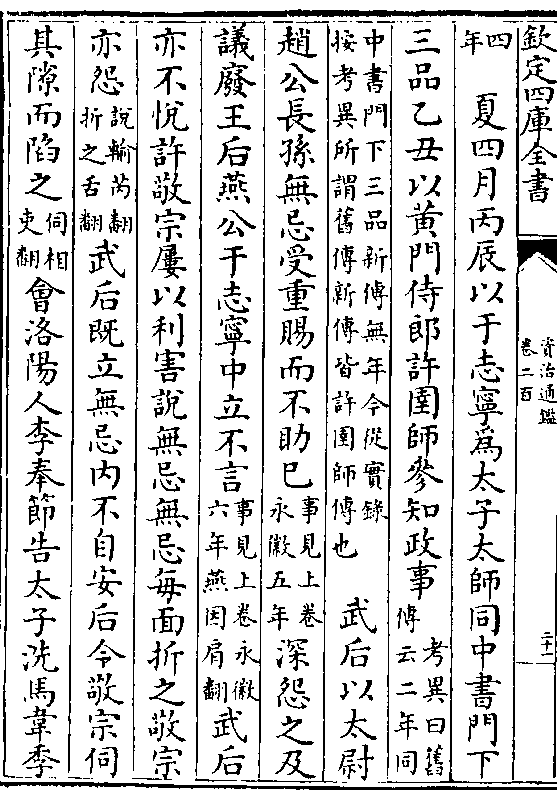 欽定四庫全書
資治通鑑
卷二百
二十一
四年 夏四月丙辰以于志寧爲太子太師同中書門下
三品乙丑以黄門侍郎許圉師參知政事考異曰舊傳云二年同
中書門下三品新傳無年今從實錄按考異所謂舊傳新傳皆許圉師傳也 武后以太尉
趙公長孫無忌受重賜而不助巳事見上卷永徽五年深怨之及
議廢王后燕公于志寧中立不言事見上卷永徽六年燕因肩翻武后
亦不悅許敬宗屢以利害說無忌無忌每面折之敬宗
亦怨說輸芮翻折之舌翻武后既立無忌内不自安后令敬宗伺
其隙而陷之伺相吏翻會洛陽人李奉節告太子洗馬韋季